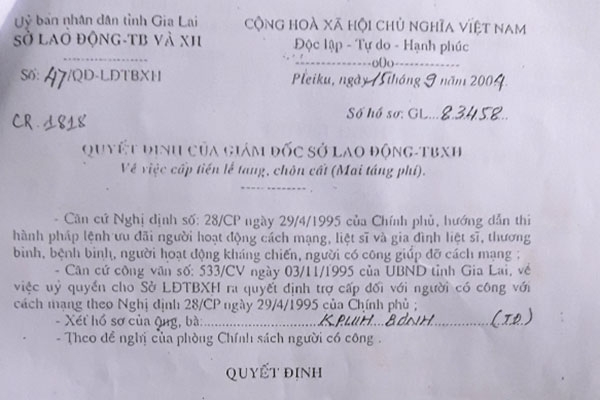 Uỷ ban nhân dân tỉnh Gia Lai
SỞ LAO ĐỘNG-TB VÀ XH
Số: 47/QD-LĐTBXH
CR.1818
CỘNG HOÀ XÃ HỘI CHỦ NGHĨA VIỆT NAM
Độc lập - Tự do - Hạnh phúc
o0o
Pleiku, ngày 15 tháng 9 năm 2004
Số hồ sơ: GL...83458..
QUYẾT ĐỊNH CỦA GIÁM ĐỐC SỞ LAO ĐỘNG-TBXH
Về việc cấp tiền lễ tang, chôn cất (Mai táng phí).
- Căn cứ Nghị định số: 28/CP ngày 29/4/1995 của Chính phủ, hướng dẫn thi
hành pháp lệnh ưu đãi người hoạt động cách mạng, liệt sĩ và gia đình liệt sĩ, thương
binh, bệnh binh, người hoạt động kháng chiến, người có công giúp đỡ cách mạng ;
- Căn cứ công văn số: 533/CV ngày 03/11/1995 của UBND tỉnh Gia Lai, về
việc uỷ quyền cho Sở LĐTBXH ra quyết định trợ cấp đối với người có công với
cách mạng theo Nghị định 28/CP ngày 29/4/1995 của Chính phủ ;
- Xét hồ sơ của Ông, bà: KPUIH BONH (TĐ)
- Theo đề nghị của phòng Chính sách người có công .
QUYẾT ĐỊNH